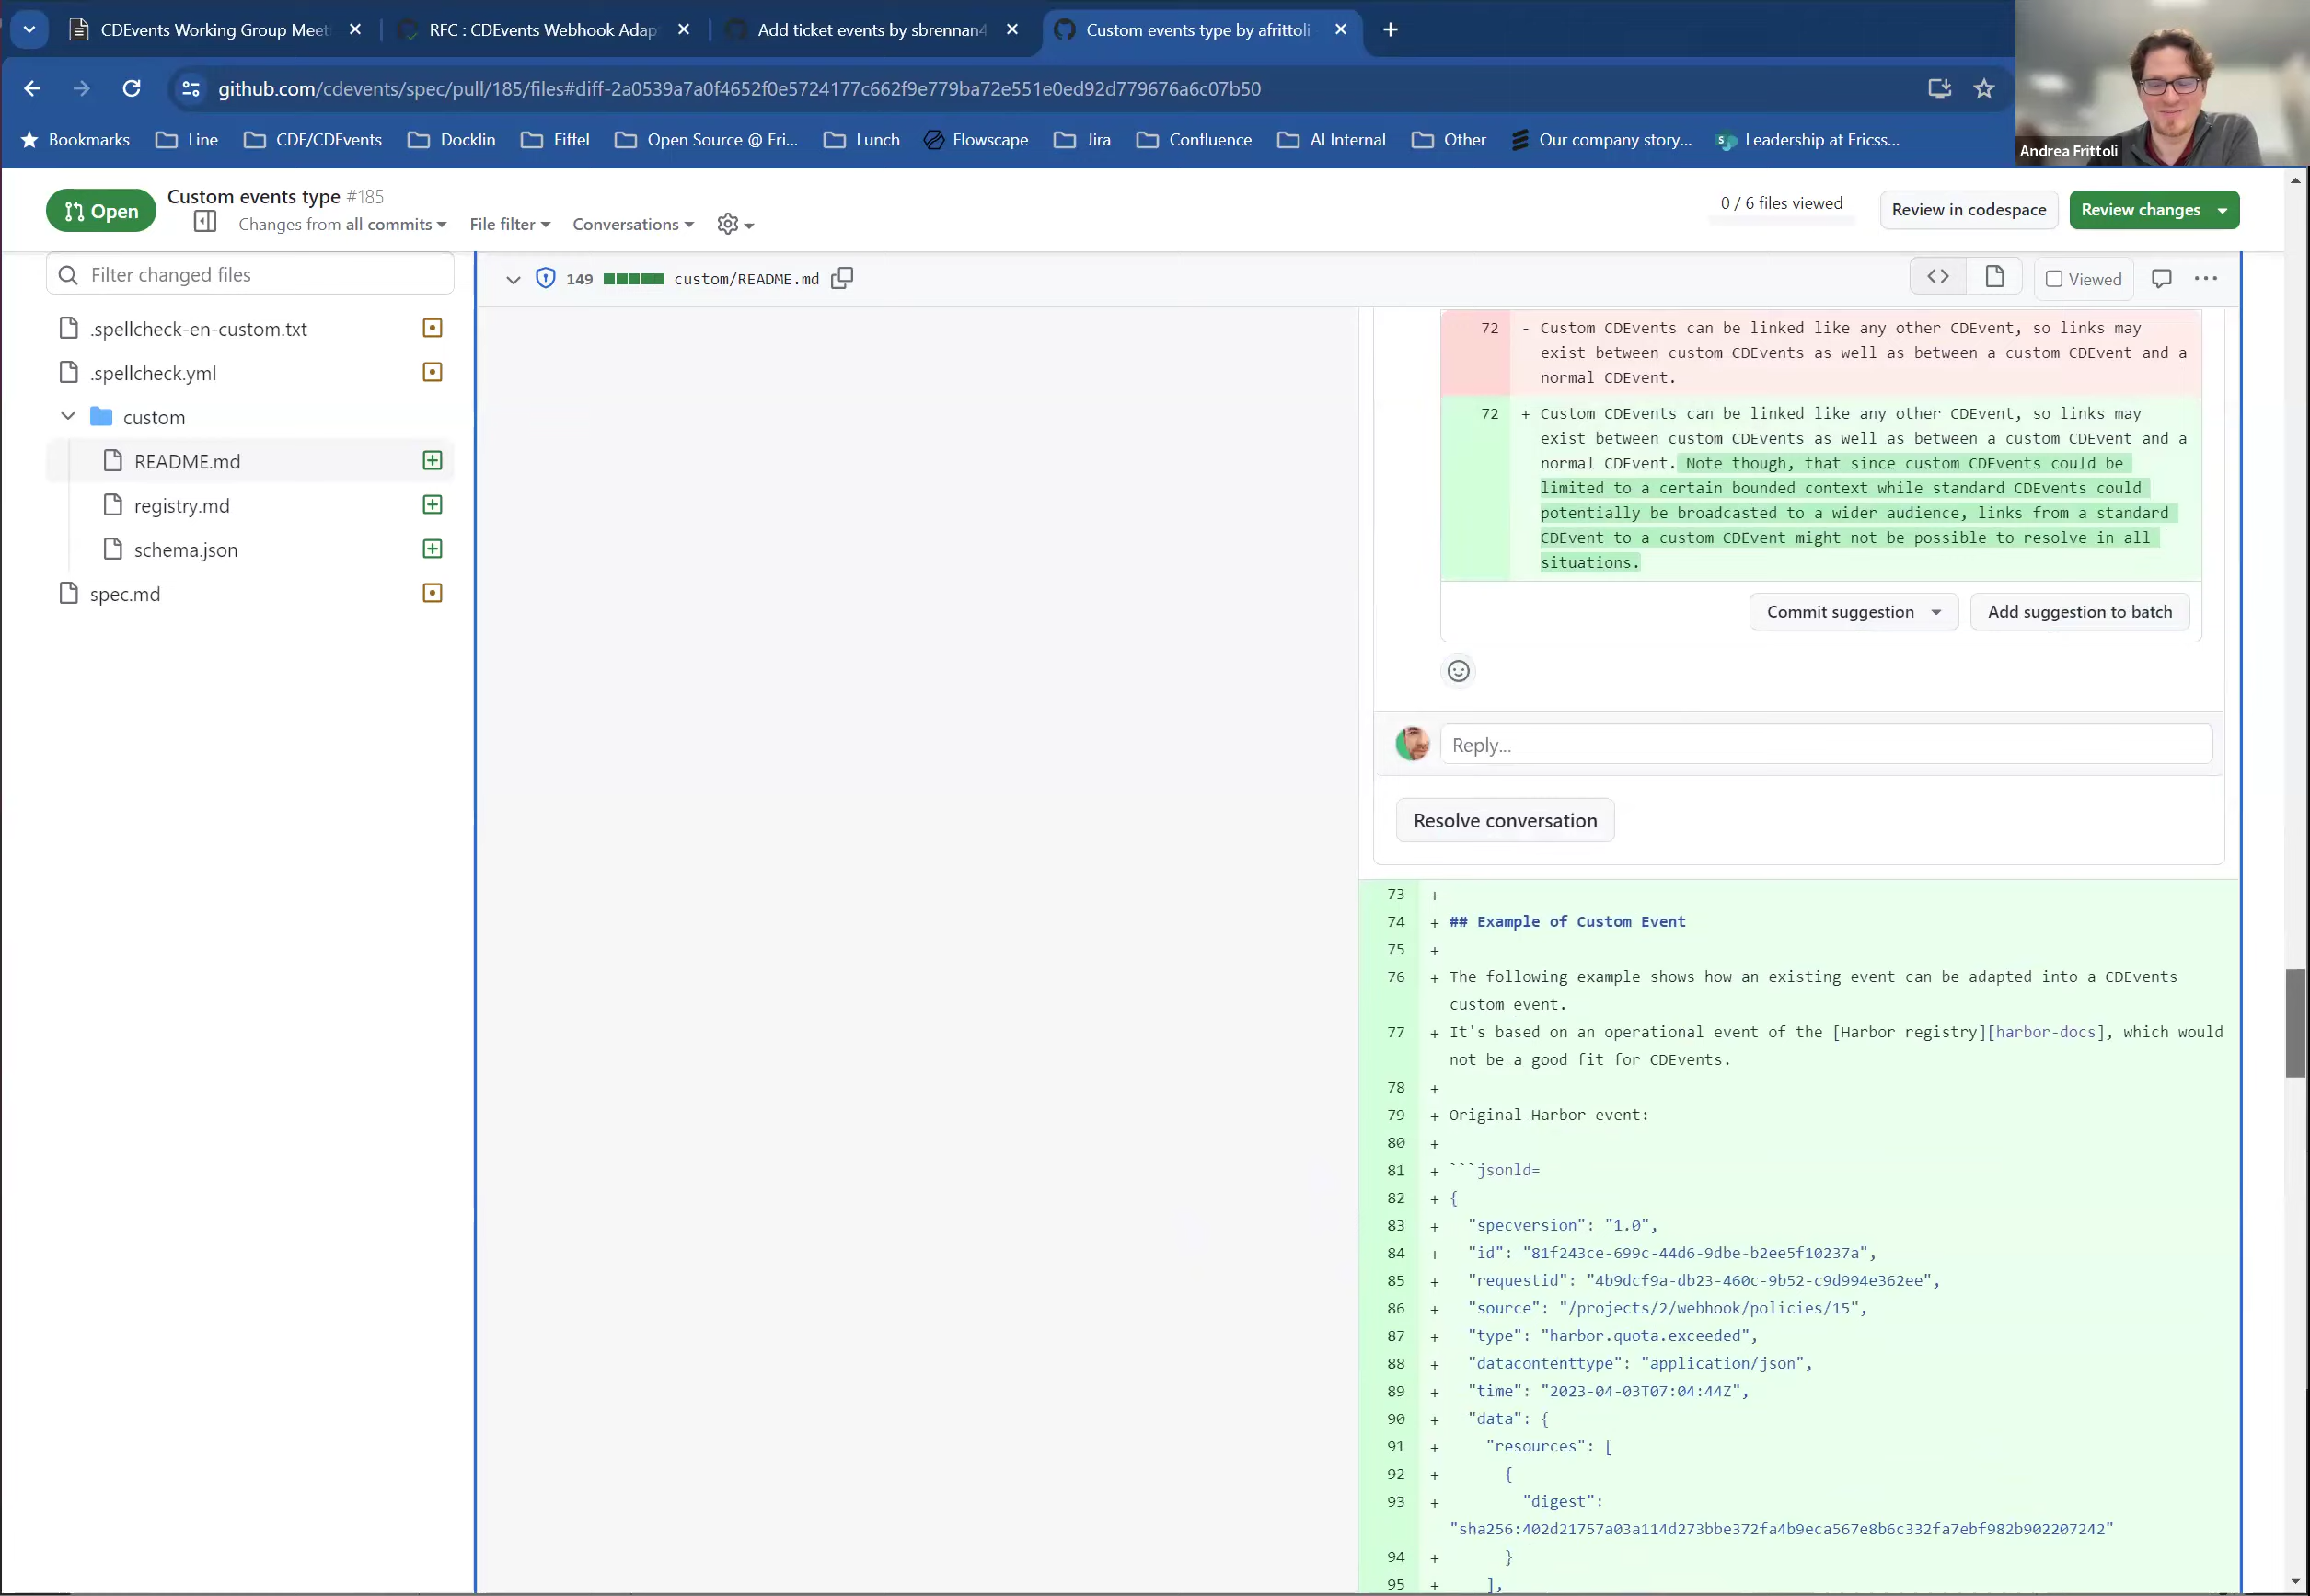 CDEvents Working Group Meet
RFC : CDEvents Webhook Adap
Add ticket events by sbrennan4
Custom events type by afrittoli
github.com/cdevents/spec/pull/185/files#diff-2a0539a7a0f4652f0e5724177c662f9e779ba72e551e0ed92d779676a6c07b50
Bookmarks
Line
CDF/CDEvents
Docklin
Eiffel
Open Source @ Eri...
Lunch
Flowscape
Jira
Confluence
AI Internal
Other
Our company story...
Leadership at Ericss...
Andrea Frittoli
Open
Custom events type #185
Changes from all commits
File filter
Conversations
0 / 6 files viewed
Review in codespace
Review changes
Filter changed files
.spellcheck-en-custom.txt
.spellcheck.yml
custom
README.md
registry.md
schema.json
spec.md
149
custom/README.md
Viewed
72 - Custom CDEvents can be linked like any other CDEvent, so links may
exist between custom CDEvents as well as between a custom CDEvent and a
normal CDEvent.
72 + Custom CDEvents can be linked like any other CDEvent, so links may
exist between custom CDEvents as well as between a custom CDEvent and a
normal CDEvent. Note though, that since custom CDEvents could be
limited to a certain bounded context while standard CDEvents could
potentially be broadcasted to a wider audience, links from a standard
CDEvent to a custom CDEvent might not be possible to resolve in all
situations.
Commit suggestion
Add suggestion to batch
Reply...
Resolve conversation
73 +
74 + ## Example of Custom Event
75 +
76 + The following example shows how an existing event can be adapted into a CDEvents
custom event.
77 + It's based on an operational event of the [Harbor registry][harbor-docs], which would
not be a good fit for CDEvents.
78 +
79 + Original Harbor event:
80 +
81 + ```jsonld=
82 + {
83 + "specversion": "1.0",
84 + "id": "81f243ce-699c-44d6-9dbe-b2ee5f10237a",
85 + "requestid": "4b9dcf9a-db23-460c-9b52-c9d994e362ee",
86 + "source": "/projects/2/webhook/policies/15",
87 + "type": "harbor.quota.exceeded",
88 + "datacontenttype": "application/json",
89 + "time": "2023-04-03T07:04:44Z",
90 + "data": {
91 + "resources": [
92 + {
93 + "digest":
"sha256:402d21757a03a114d273bbe372fa4b9eca567e8b6c332fa7ebf982b902207242"
94 + }
95 + ],